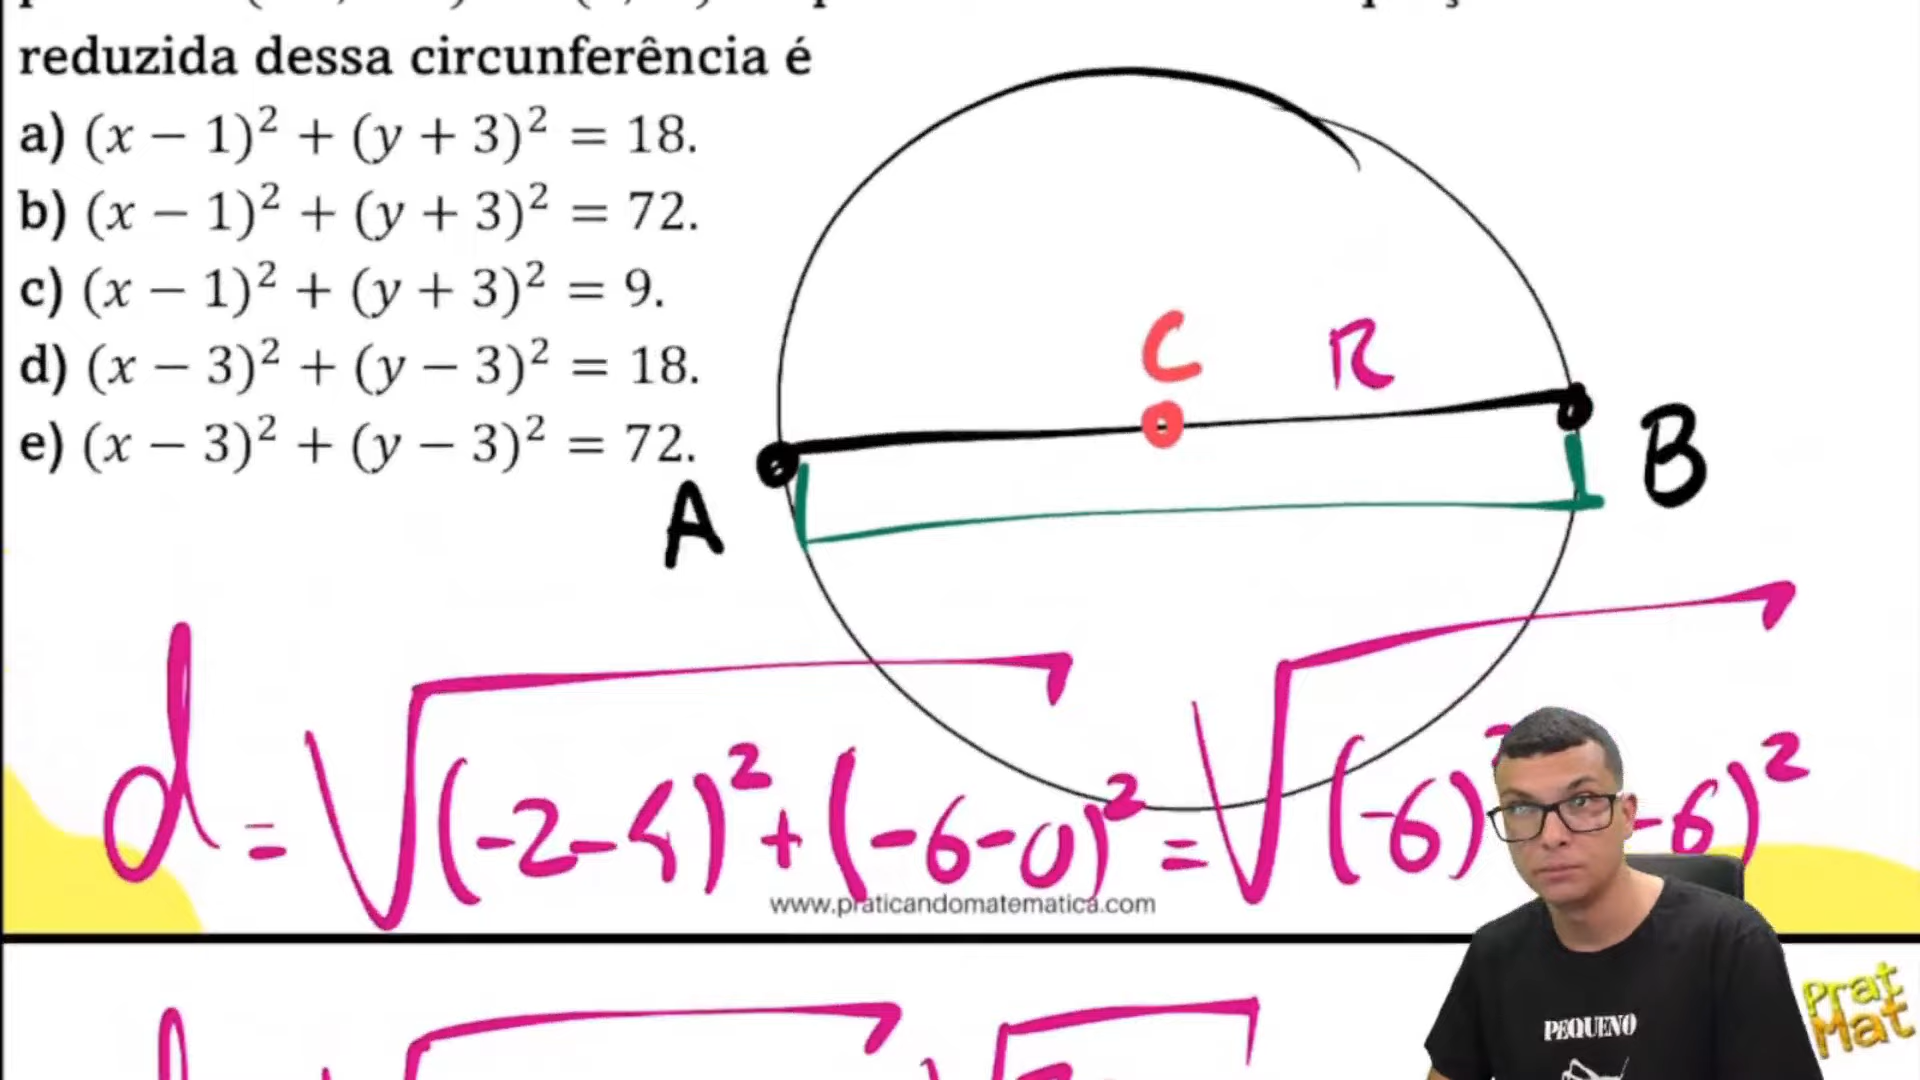 reduzida dessa circunferência é
a) (x − 1)² + (y + 3)² = 18.
b) (x − 1)² + (y + 3)² = 72.
c) (x − 1)² + (y + 3)² = 9.
d) (x − 3)² + (y − 3)² = 18.
e) (x − 3)² + (y − 3)² = 72.
C
R
A
B
d = √(-2-4)² + (-6-0)² = √(-6)² -6)²
www.praticandomatematica.com
PEQUENO
Prat
Mat